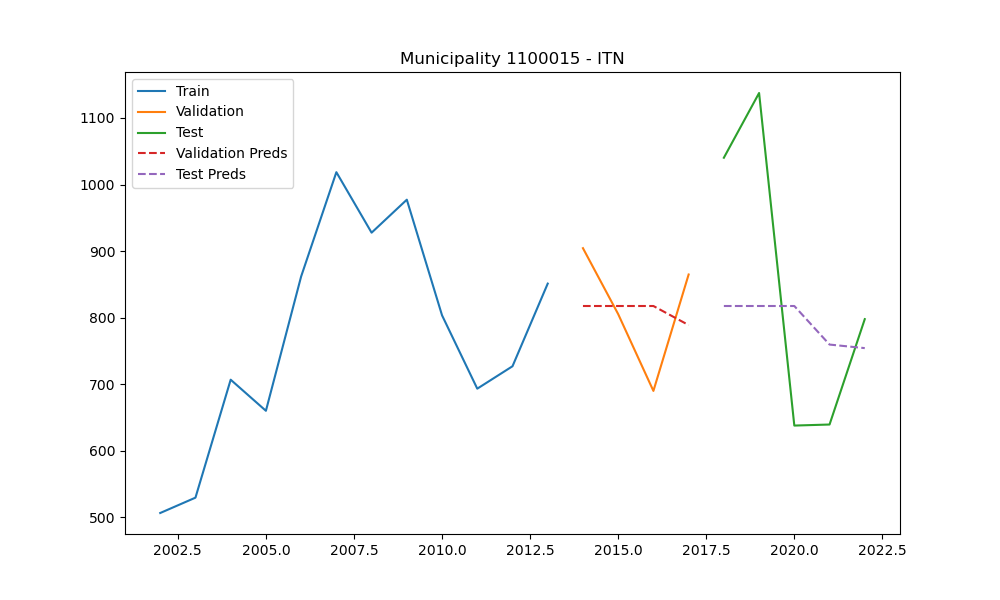 Municipality 1100015 - ITN
Train
Validation
Test
Validation Preds
Test Preds
1100
1000
900
800
700
600
500
2002.5 2005.0 2007.5 2010.0 2012.5 2015.0 2017.5 2020.0 2022.5